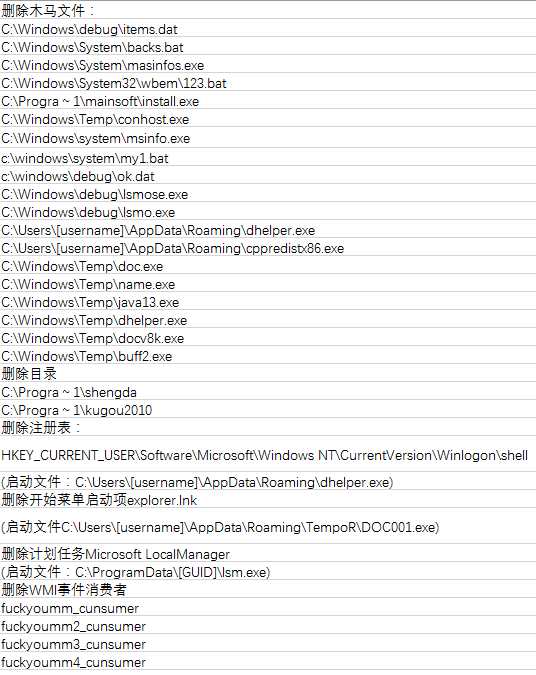 删除木马文件：
C:\Windows\debug\items.dat
C:\Windows\System\backs.bat
C:\Windows\System\masinfos.exe
C:\Windows\System32\wbem\123.bat
C:\Progra ~ 1\mainsoft\install.exe
C:\Windows\Temp\conhost.exe
C:\Windows\system\msinfo.exe
c:\windows\system\my1.bat
c:\windows\debug\ok.dat
C:\Windows\debug\lsmose.exe
C:\Windows\debug\lsmo.exe
C:\Users\[username]\AppData\Roaming\dhelper.exe
C:\Users\[username]\AppData\Roaming\cppredistx86.exe
C:\Windows\Temp\doc.exe
C:\Windows\Temp\name.exe
C:\Windows\Temp\java13.exe
C:\Windows\Temp\dhelper.exe
C:\Windows\Temp\docv8k.exe
C:\Windows\Temp\buff2.exe
删除目录
C:\Progra ~ 1\shengda
C:\Progra ~ 1\kugou2010
删除注册表：
HKEY_CURRENT_USER\Software\Microsoft\Windows NT\CurrentVersion\Winlogon\shell
(启动文件：C:\Users\[username]\AppData\Roaming\dhelper.exe)
删除开始菜单启动项explorer.lnk
(启动文件C:\Users\[username]\AppData\Roaming\TempoR\DOC001.exe)
删除计划任务Microsoft LocalManager
(启动文件：C:\ProgramData\[GUID]\lsm.exe)
删除WMI事件消费者
fuckyoumm_cunsumer
fuckyoumm2_cunsumer
fuckyoumm3_cunsumer
fuckyoumm4_cunsumer